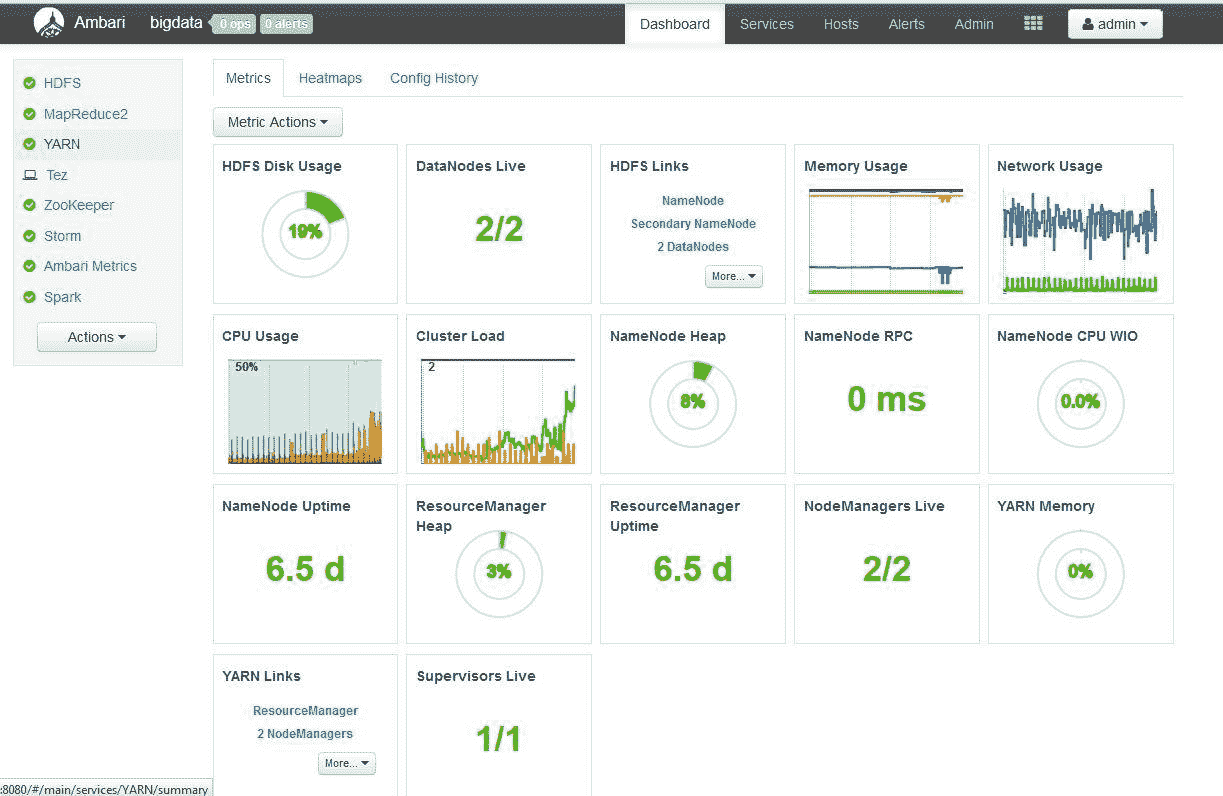 Ambari bigdata 0 ops 0 alerts Dashboard Services Hosts Alerts Admin admin
HDFS
MapReduce2
YARN
Tez
ZooKeeper
Storm
Ambari Metrics
Spark
Actions
Metrics Heatmaps Config History
Metric Actions
HDFS Disk Usage
19%
DataNodes Live
2/2
HDFS Links
NameNode
Secondary NameNode
2 DataNodes
More...
Memory Usage
Network Usage
CPU Usage
50%
Cluster Load
2
NameNode Heap
8%
NameNode RPC
0 ms
NameNode CPU WIO
0.0%
NameNode Uptime
6.5 d
ResourceManager
Heap
3%
ResourceManager
Uptime
6.5 d
NodeManagers Live
2/2
YARN Memory
0%
YARN Links
ResourceManager
2 NodeManagers
More...
Supervisors Live
1/1
:8080/#/main/services/YARN/summary